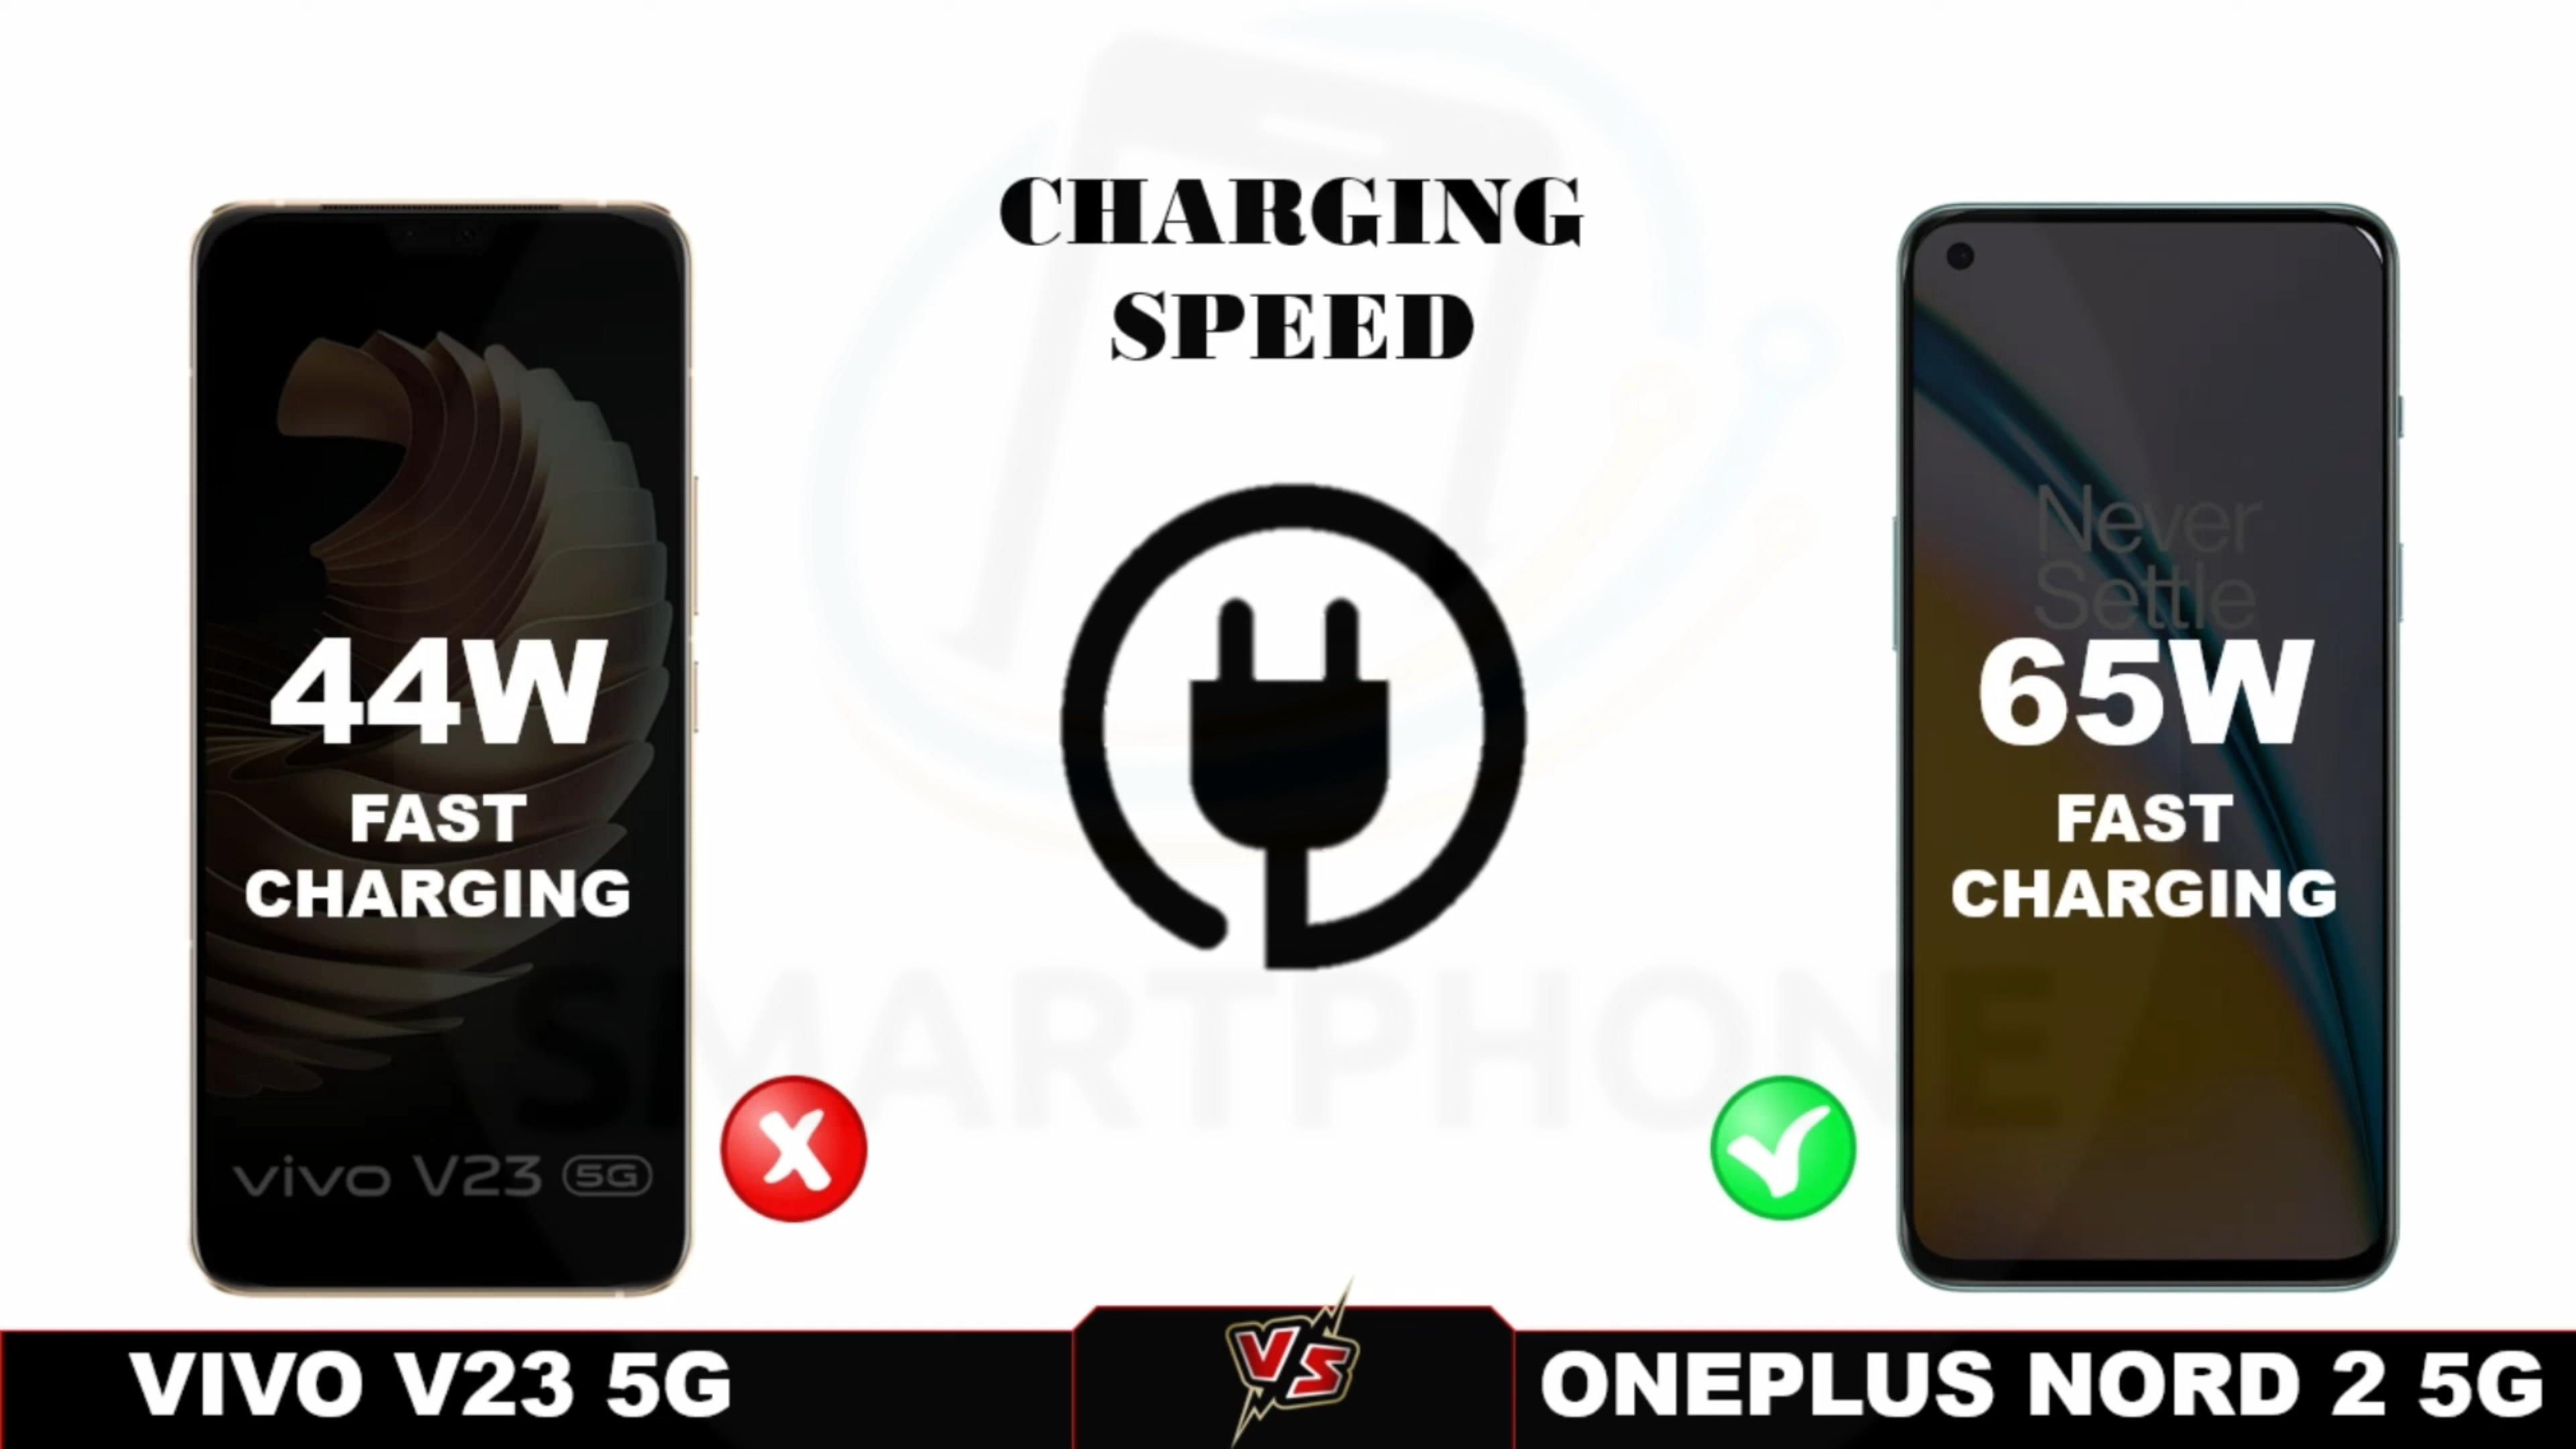 CHARGING
SPEED
Never
Settle
44W
FAST
CHARGING
65W
FAST
CHARGING
SMARTPHONE
vivo V23 5G
VIVO V23 5G
VS
ONEPLUS NORD 2 5G